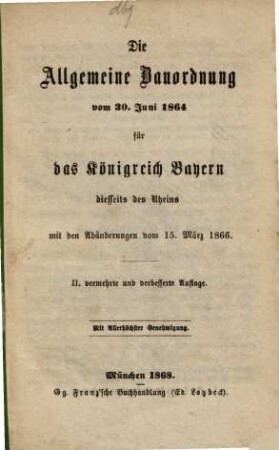 dbg
Die
Allgemeine Bauordnung
vom 30. Juni 1864
für
das Königreich Bayern
diesseits des Rheins
mit den Abänderungen vom 15. März 1866.
II. vermehrte und verbesserte Auflage.
Mit Allerhöchster Genehmigung.
München 1868.
Gg. Franz'sche Buchhandlung (Ed. Loybeck).